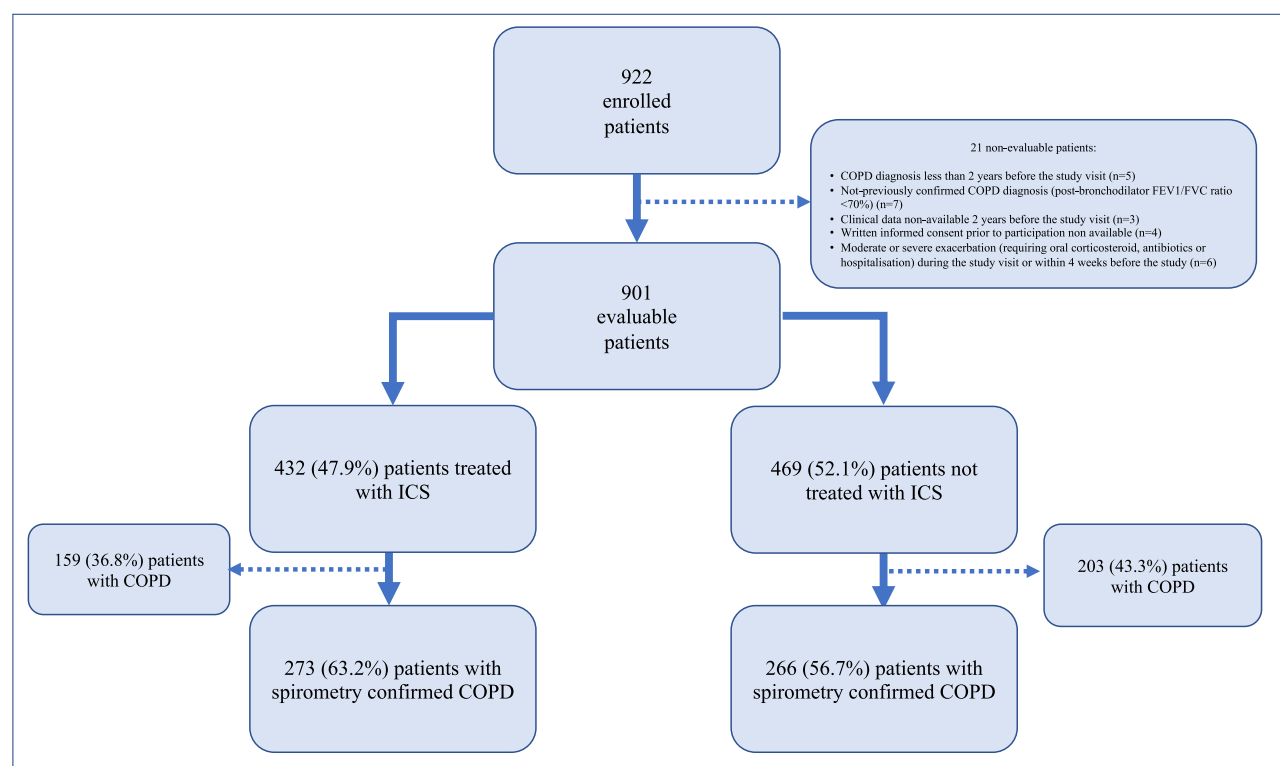 922
enrolled
patients
21 non-evaluable patients:
• COPD diagnosis less than 2 years before the study visit (n=5)
• Not-previously confirmed COPD diagnosis (post-bronchodilator FEV1/FVC ratio
<70%) (n=7)
• Clinical data non-available 2 years before the study visit (n=3)
• Written informed consent prior to participation non available (n=4)
• Moderate or severe exacerbation (requiring oral corticosteroid, antibiotics or
hospitalisation) during the study visit or within 4 weeks before the study (n=6)
901
evaluable
patients
432 (47.9%) patients treated
with ICS
469 (52.1%) patients not
treated with ICS
159 (36.8%) patients
with COPD
203 (43.3%) patients
with COPD
273 (63.2%) patients with
spirometry confirmed COPD
266 (56.7%) patients with
spirometry confirmed COPD